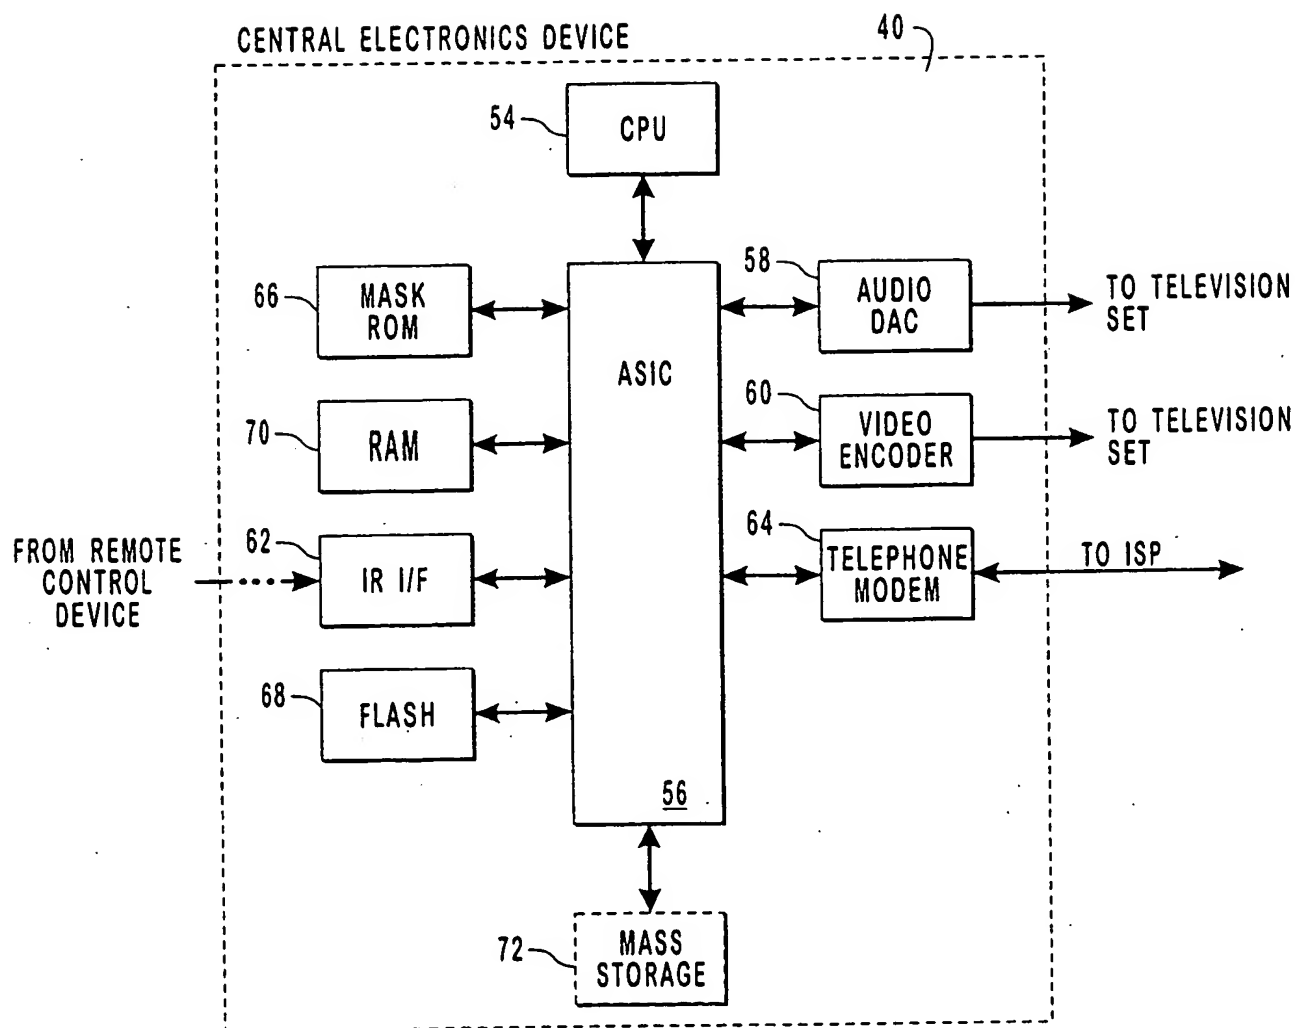 CENTRAL ELECTRONICS DEVICE
40
54
CPU
66
MASK
ROM
58
AUDIO
DAC
TO TELEVISION
SET
ASIC
70
RAM
60
VIDEO
ENCODER
TO TELEVISION
SET
FROM REMOTE
CONTROL
DEVICE
62
IR I/F
64
TELEPHONE
MODEM
TO ISP
68
FLASH
56
72
MASS
STORAGE